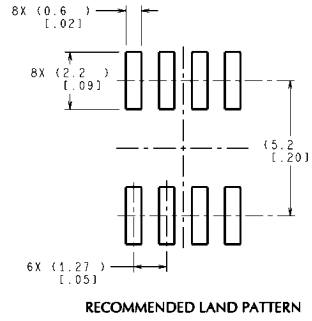 8X (0.6 )
[.02]
8X (2.2 )
[.09]
(5.2
[.20]
6X (1.27 )
[.05]
RECOMMENDED LAND PATTERN